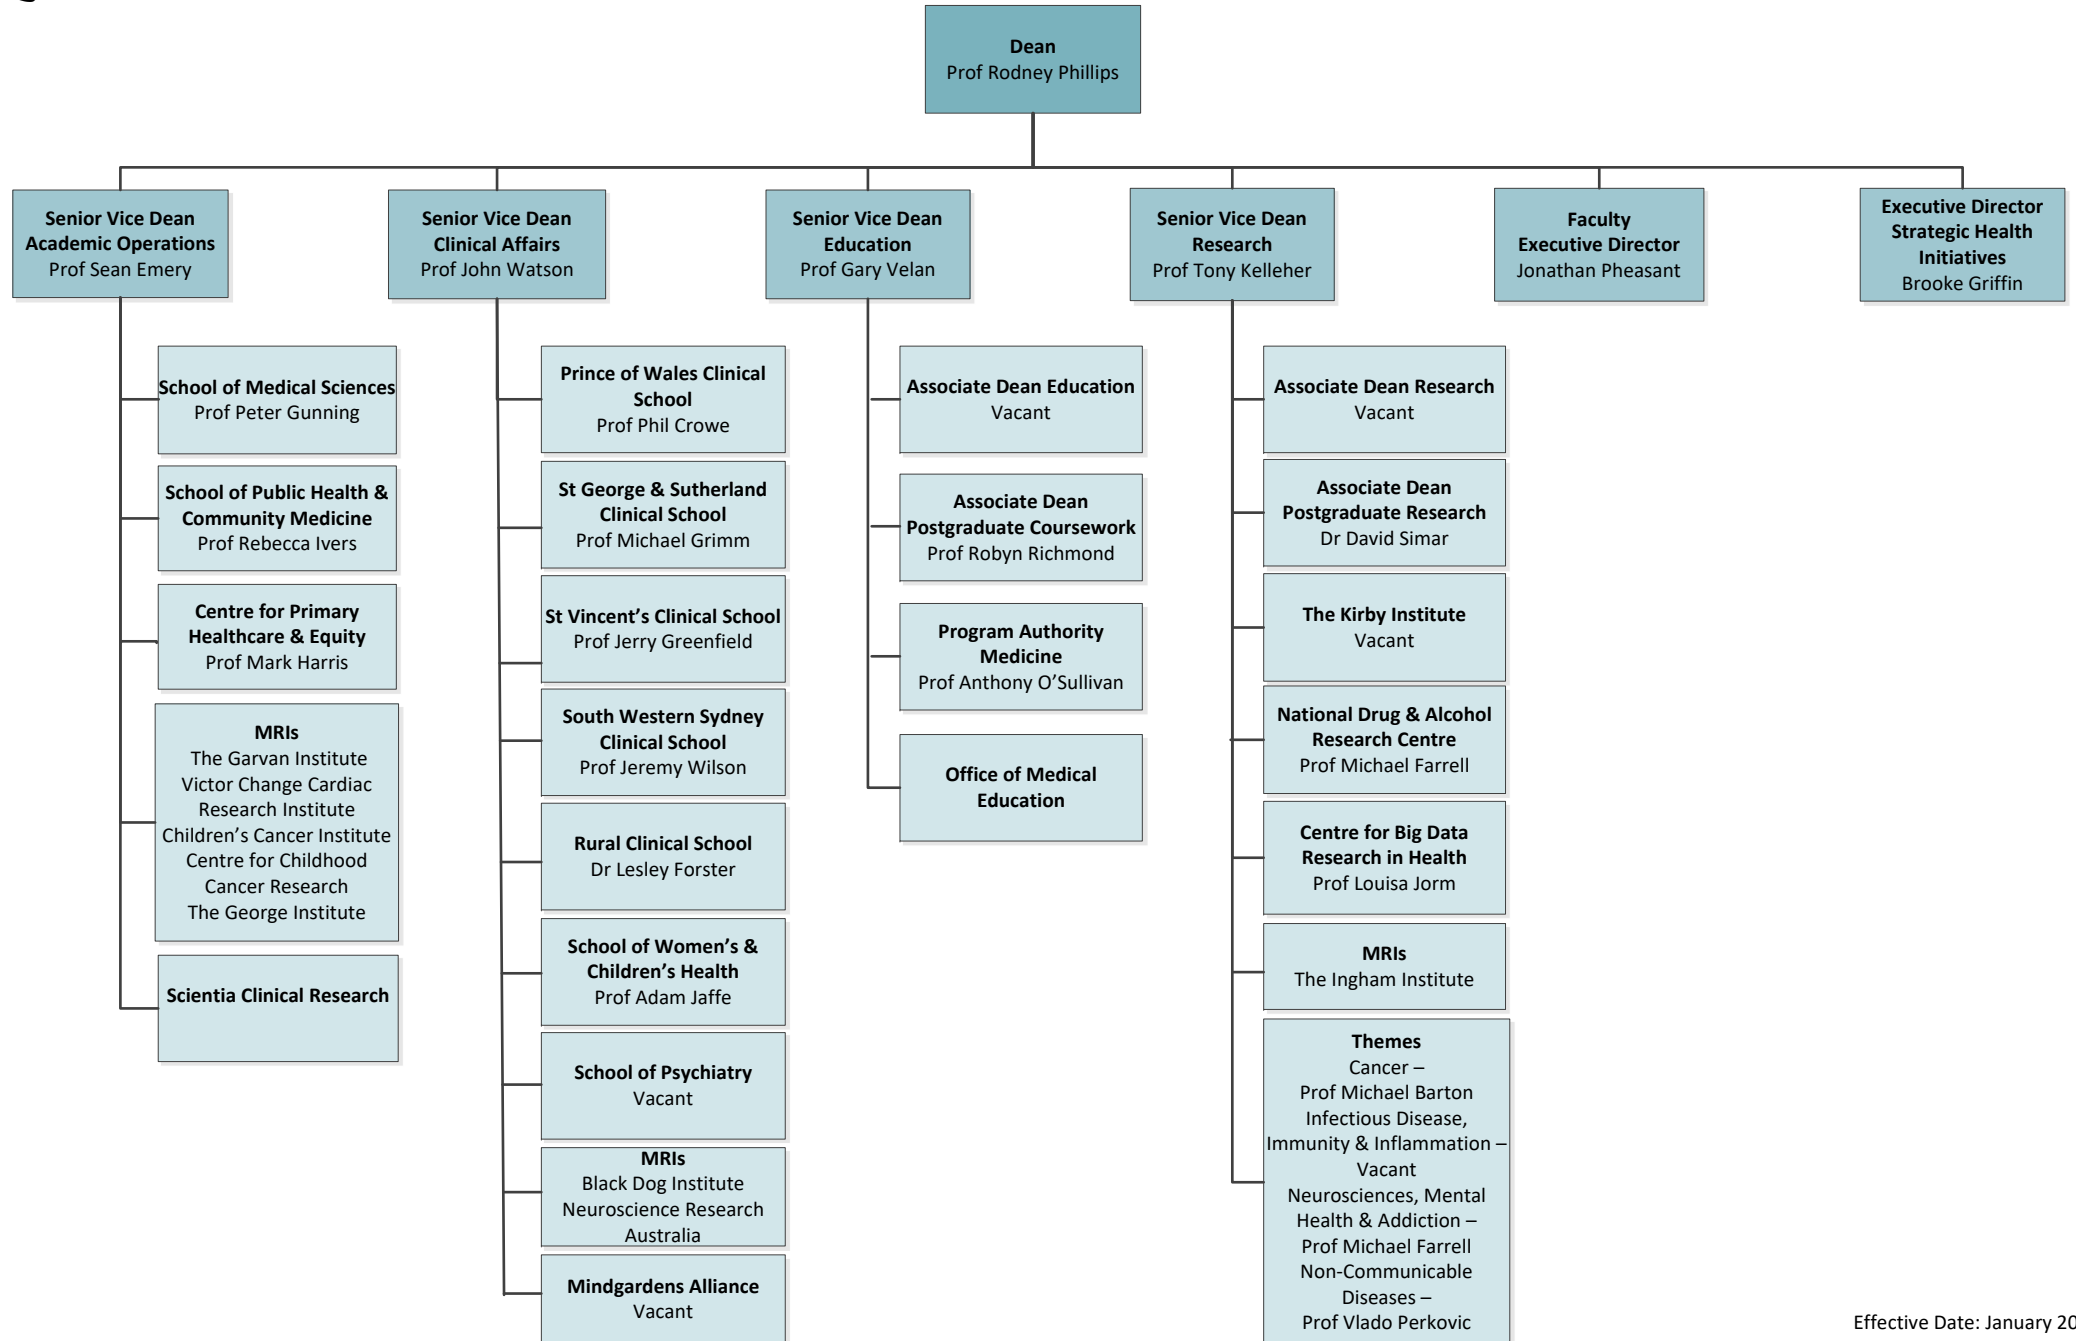 Dean
Prof Rodney Phillips
Senior Vice Dean
Academic Operations
Prof Sean Emery
Senior Vice Dean
Clinical Affairs
Prof John Watson
Senior Vice Dean
Education
Prof Gary Velan
Senior Vice Dean
Research
Prof Tony Kelleher
Faculty
Executive Director
Jonathan Pheasant
Executive Director
Strategic Health
Initiatives
Brooke Griffin
School of Medical Sciences
Prof Peter Gunning
School of Public Health &
Community Medicine
Prof Rebecca Ivers
Centre for Primary
Healthcare & Equity
Prof Mark Harris
MRIs
The Garvan Institute
Victor Change Cardiac
Research Institute
Children’s Cancer Institute
Centre for Childhood
Cancer Research
The George Institute
Scientia Clinical Research
Prince of Wales Clinical
School
Prof Phil Crowe
St George & Sutherland
Clinical School
Prof Michael Grimm
St Vincent’s Clinical School
Prof Jerry Greenfield
South Western Sydney
Clinical School
Prof Jeremy Wilson
Rural Clinical School
Dr Lesley Forster
School of Women’s &
Children’s Health
Prof Adam Jaffe
School of Psychiatry
Vacant
MRIs
Black Dog Institute
Neuroscience Research
Australia
Mindgardens Alliance
Vacant
Associate Dean Education
Vacant
Associate Dean
Postgraduate Coursework
Prof Robyn Richmond
Program Authority
Medicine
Prof Anthony O’Sullivan
Office of Medical
Education
Associate Dean Research
Vacant
Associate Dean
Postgraduate Research
Dr David Simar
The Kirby Institute
Vacant
National Drug & Alcohol
Research Centre
Prof Michael Farrell
Centre for Big Data
Research in Health
Prof Louisa Jorm
MRIs
The Ingham Institute
Themes
Cancer –
Prof Michael Barton
Infectious Disease,
Immunity & Inflammation –
Vacant
Neurosciences, Mental
Health & Addiction –
Prof Michael Farrell
Non-Communicable
Diseases –
Prof Vlado Perkovic
Effective Date: January 20